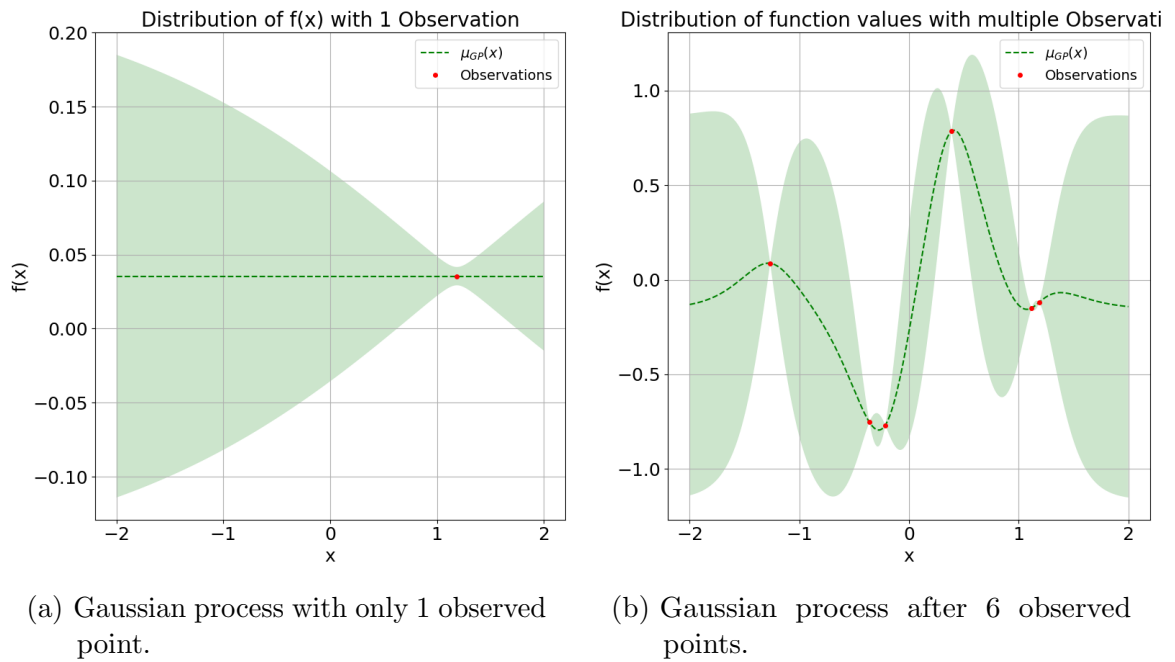 Distribution of f(x) with 1 Observation
0.20
0.15
0.10
0.05
0.00
−0.05
−0.10
f(x)
−2 −1 0 1 2
x
μGP(x)
Observations
(a) Gaussian process with only 1 observed
point.
Distribution of function values with multiple Observati
1.0
0.5
0.0
−0.5
−1.0
f(x)
−2 −1 0 1 2
x
μGP(x)
Observations
(b) Gaussian process after 6 observed
points.